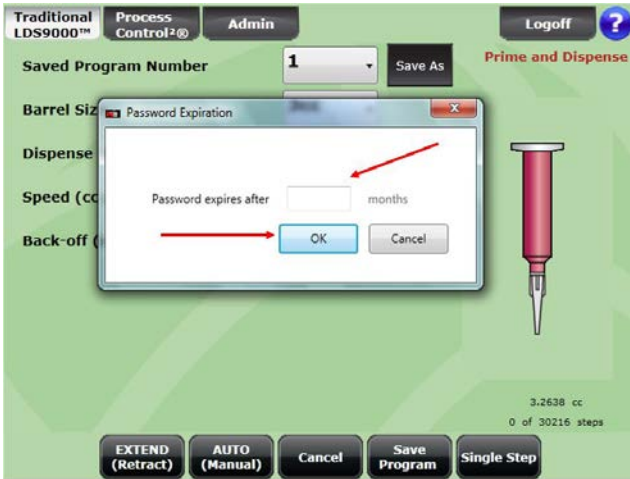 Traditional
LDS9000™
Process
Control²®
Admin
Logoff
?
Saved Program Number
1
Save As
Prime and Dispense
Barrel Siz
Password Expiration
x
Dispense
Speed (cc
Password expires after
months
Back-off (
OK
Cancel
3.2638 cc
0 of 30216 steps
EXTEND
(Retract)
AUTO
(Manual)
Cancel
Save
Program
Single Step